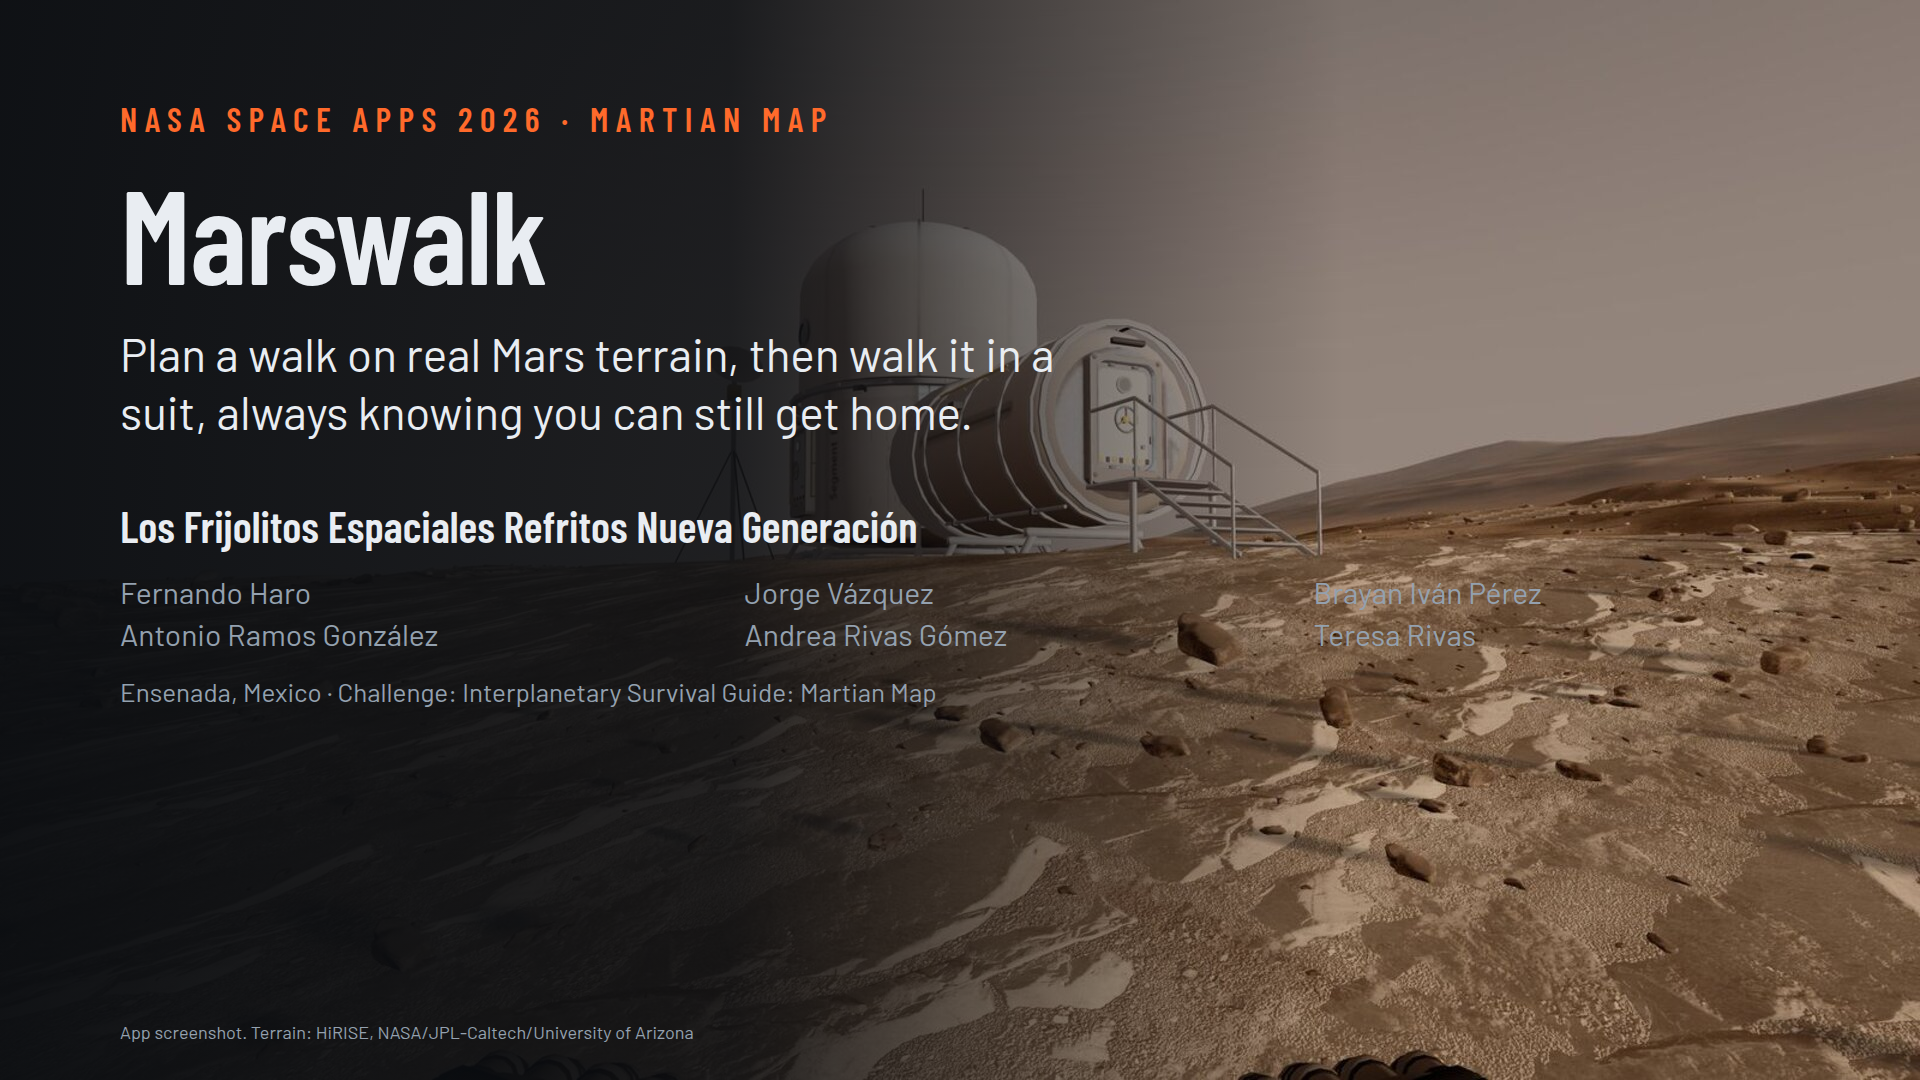 NASA SPACE APPS 2026 · MARTIAN MAP
Marswalk
Plan a walk on real Mars terrain, then walk it in a
suit, always knowing you can still get home.
Los Frijolitos Espaciales Refritos Nueva Generación
Fernando Haro Jorge Vázquez Brayan Iván Pérez
Antonio Ramos González Andrea Rivas Gómez Teresa Rivas
Ensenada, Mexico · Challenge: Interplanetary Survival Guide: Martian Map
App screenshot. Terrain: HiRISE, NASA/JPL-Caltech/University of Arizona